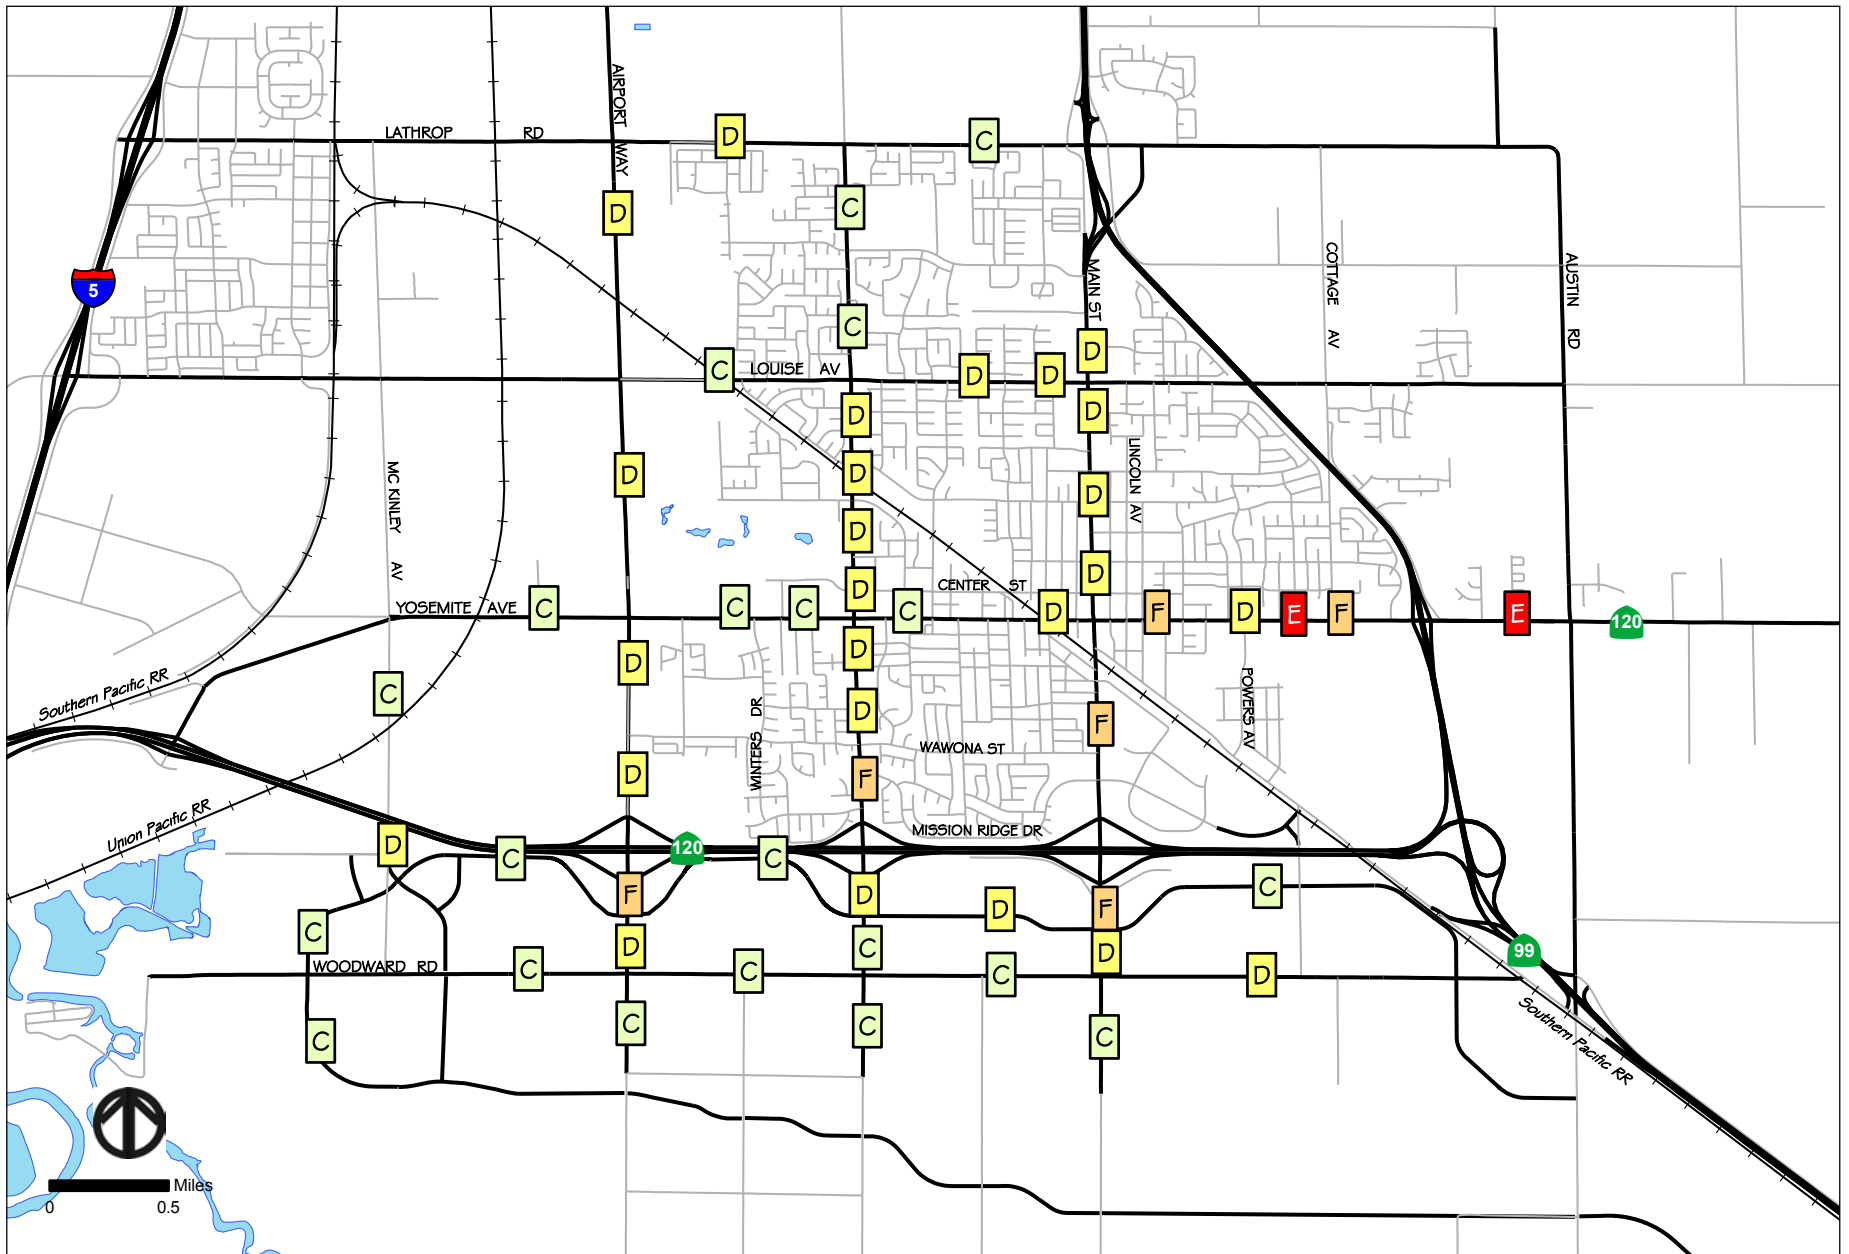 LATHROP RD
D
C
AIRPORT WAY
D
C
5
C
MAIN ST
COTTAGE AV
AUSTIN RD
D
C
LOUISE AV
D
D
D
D
MC KINLEY AV
D
D
D
LINCOLN AV
D
D
D
CENTER ST
YOSEMITE AVE
C
C
C
D
C
D
F
D
E
F
E
120
Southern Pacific RR
C
D
D
POWERS AV
WINTERS DR
D
F
WAWONA ST
D
F
Union Pacific RR
MISSION RIDGE DR
D
C
120
C
F
D
D
F
C
C
D
C
D
99
WOODWARD RD
C
C
C
D
C
C
C
C
Southern Pacific RR
Miles
0 0.5